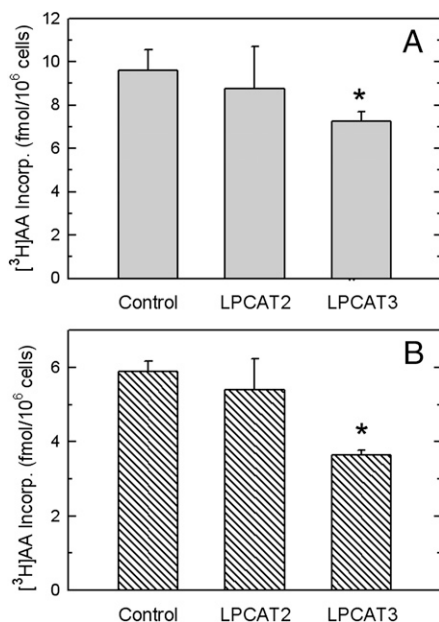 A
[³H]AA Incorp. (fmol/10⁶ cells)
12
10
8
6
4
2
0
*
Control LPCAT2 LPCAT3
B
[³H]AA Incorp. (fmol/10⁶ cells)
6
4
2
0
*
Control LPCAT2 LPCAT3